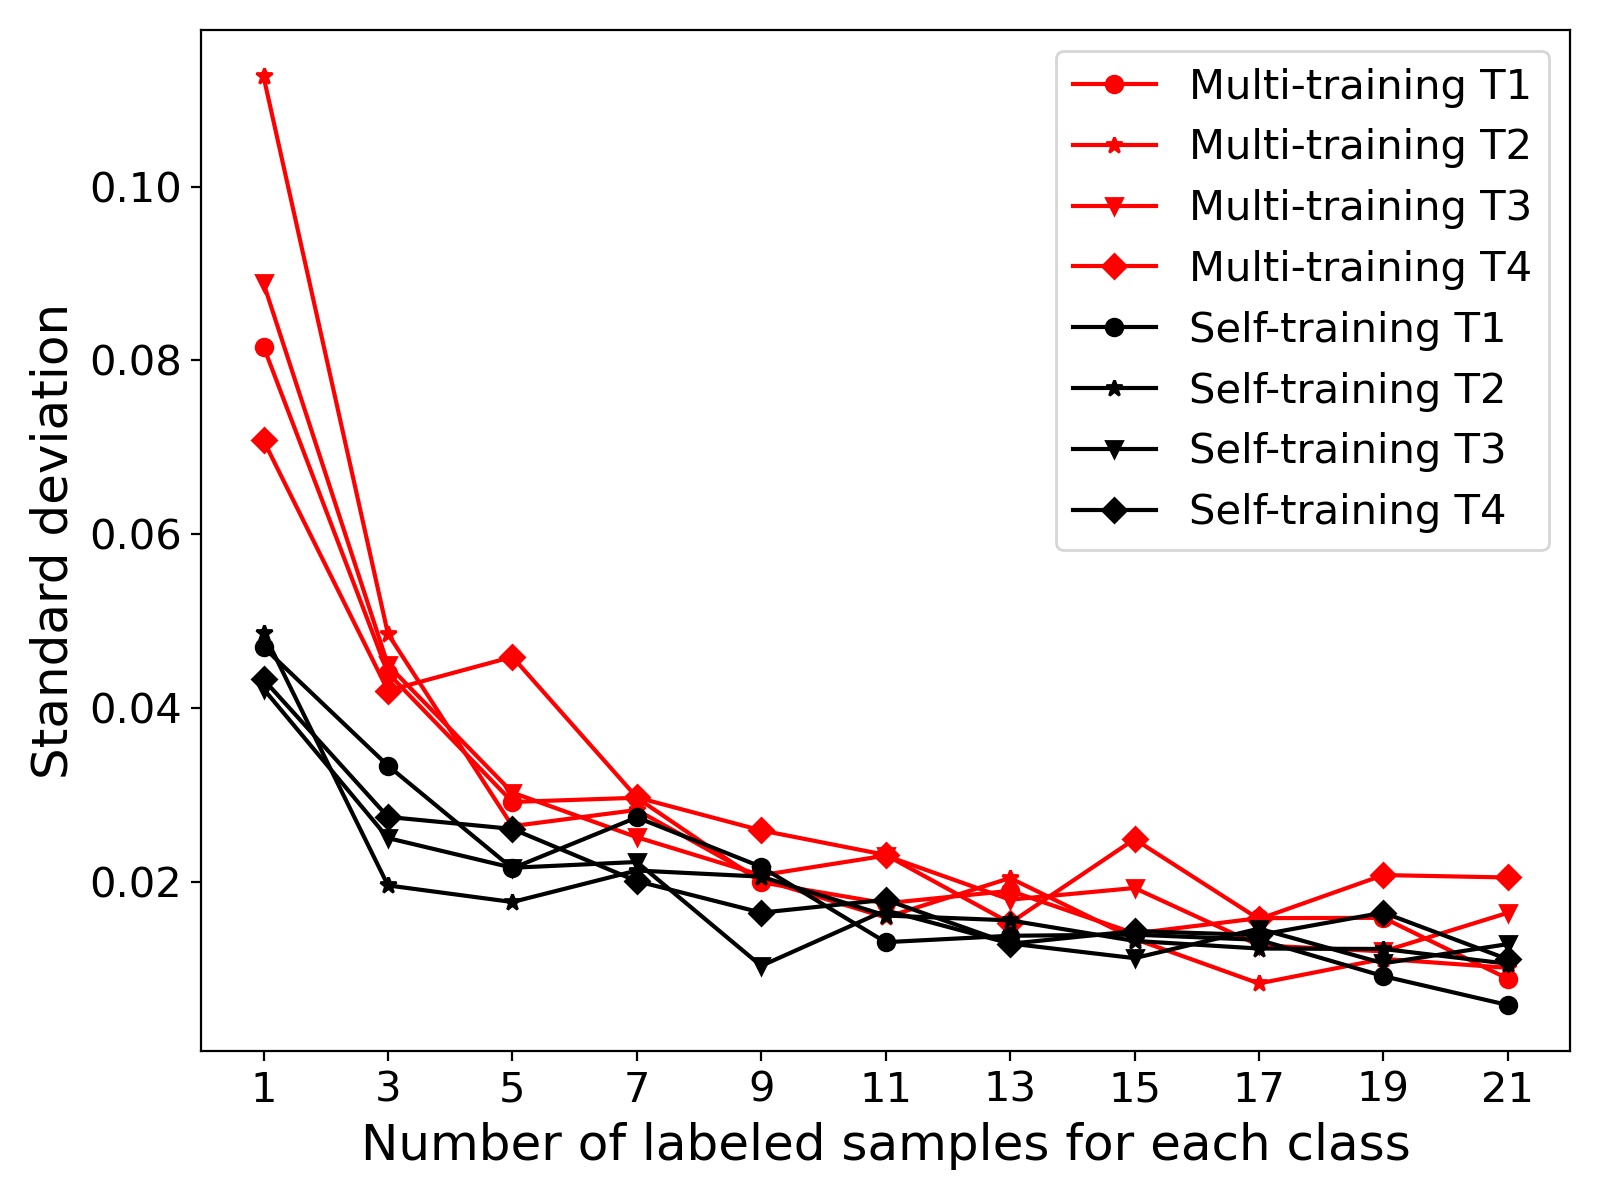 Standard deviation
0.10
0.08
0.06
0.04
0.02
Multi-training T1
Multi-training T2
Multi-training T3
Multi-training T4
Self-training T1
Self-training T2
Self-training T3
Self-training T4
1 3 5 7 9 11 13 15 17 19 21
Number of labeled samples for each class